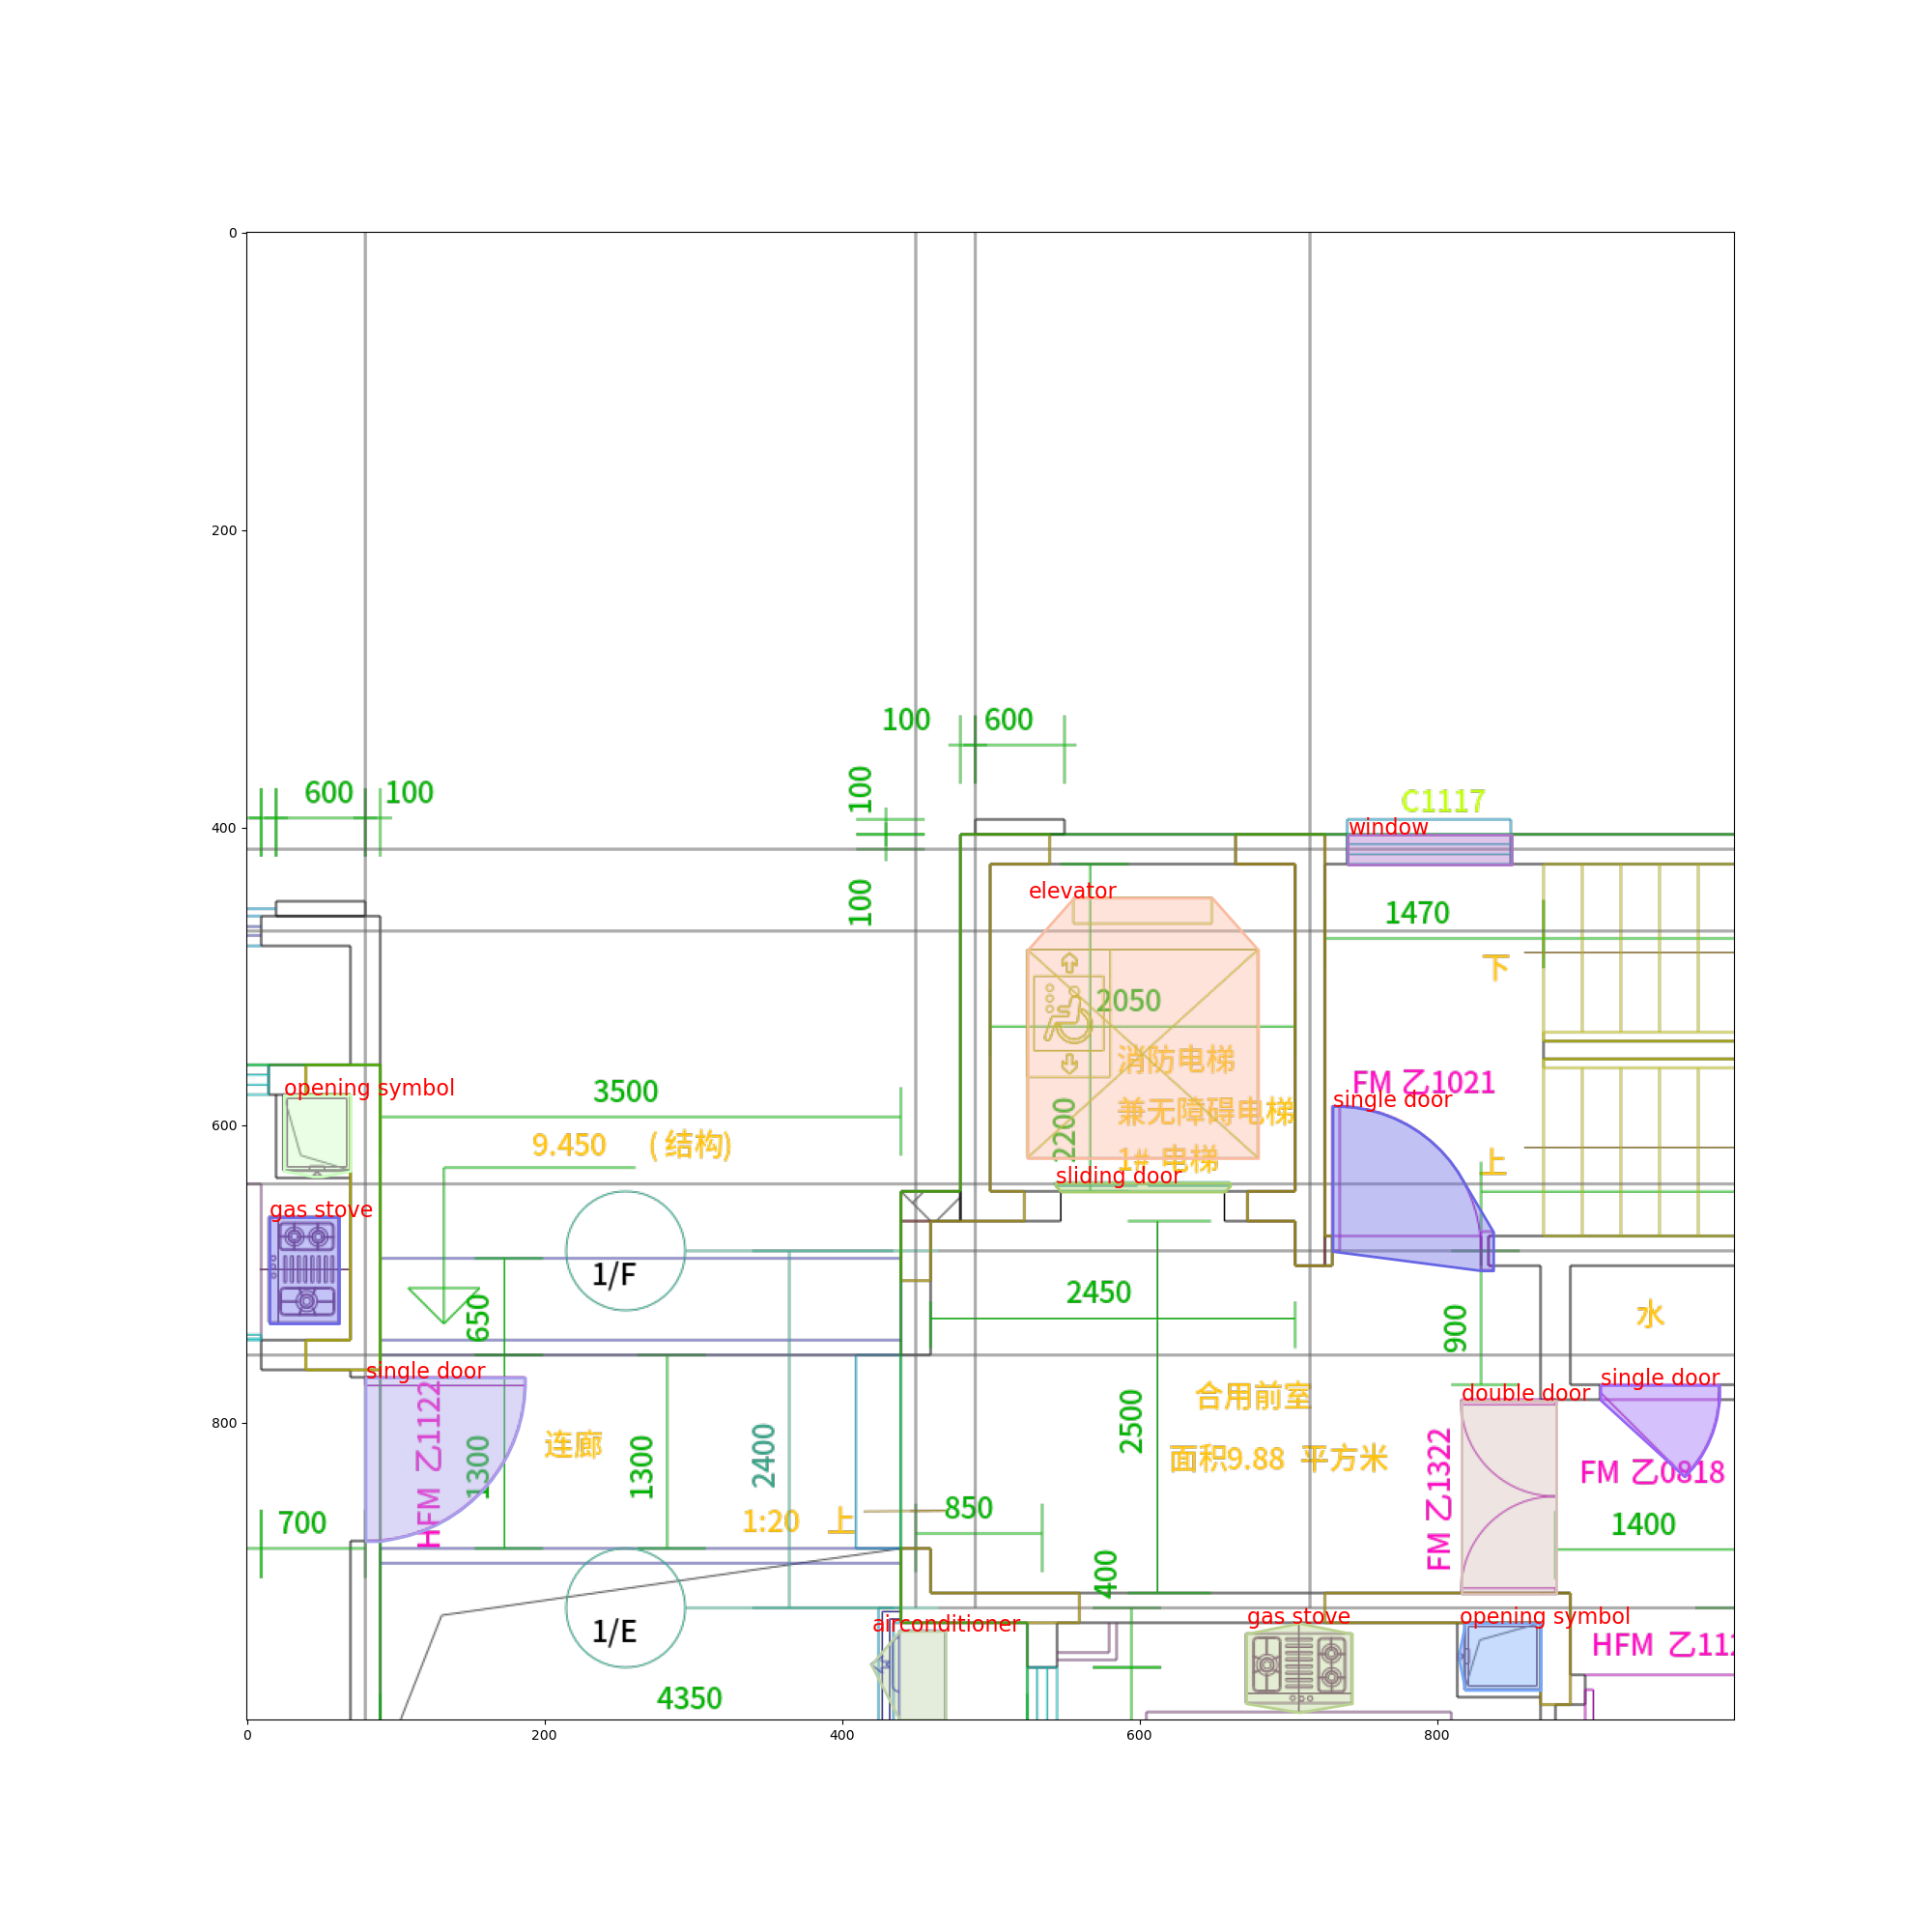 0
200
400
600
800
100
600
600
100
100
C1117
window
100
1470
elevator
下
2050
消防电梯
兼无障碍电梯
1# 电梯
2200
sliding door
FM 乙1021
single door
上
opening symbol
3500
9.450 ( 结构)
gas stove
1/F
650
2450
900
水
single door
HFM 乙1122
1300
连廊
1300
2400
合用前室
面积9.88 平方米
2500
double door
single door
FM 乙1322
FM 乙0818
700
1:20 上
850
1400
400
1/E
airconditioner
gas stove
opening symbol
4350
0
200
400
600
800